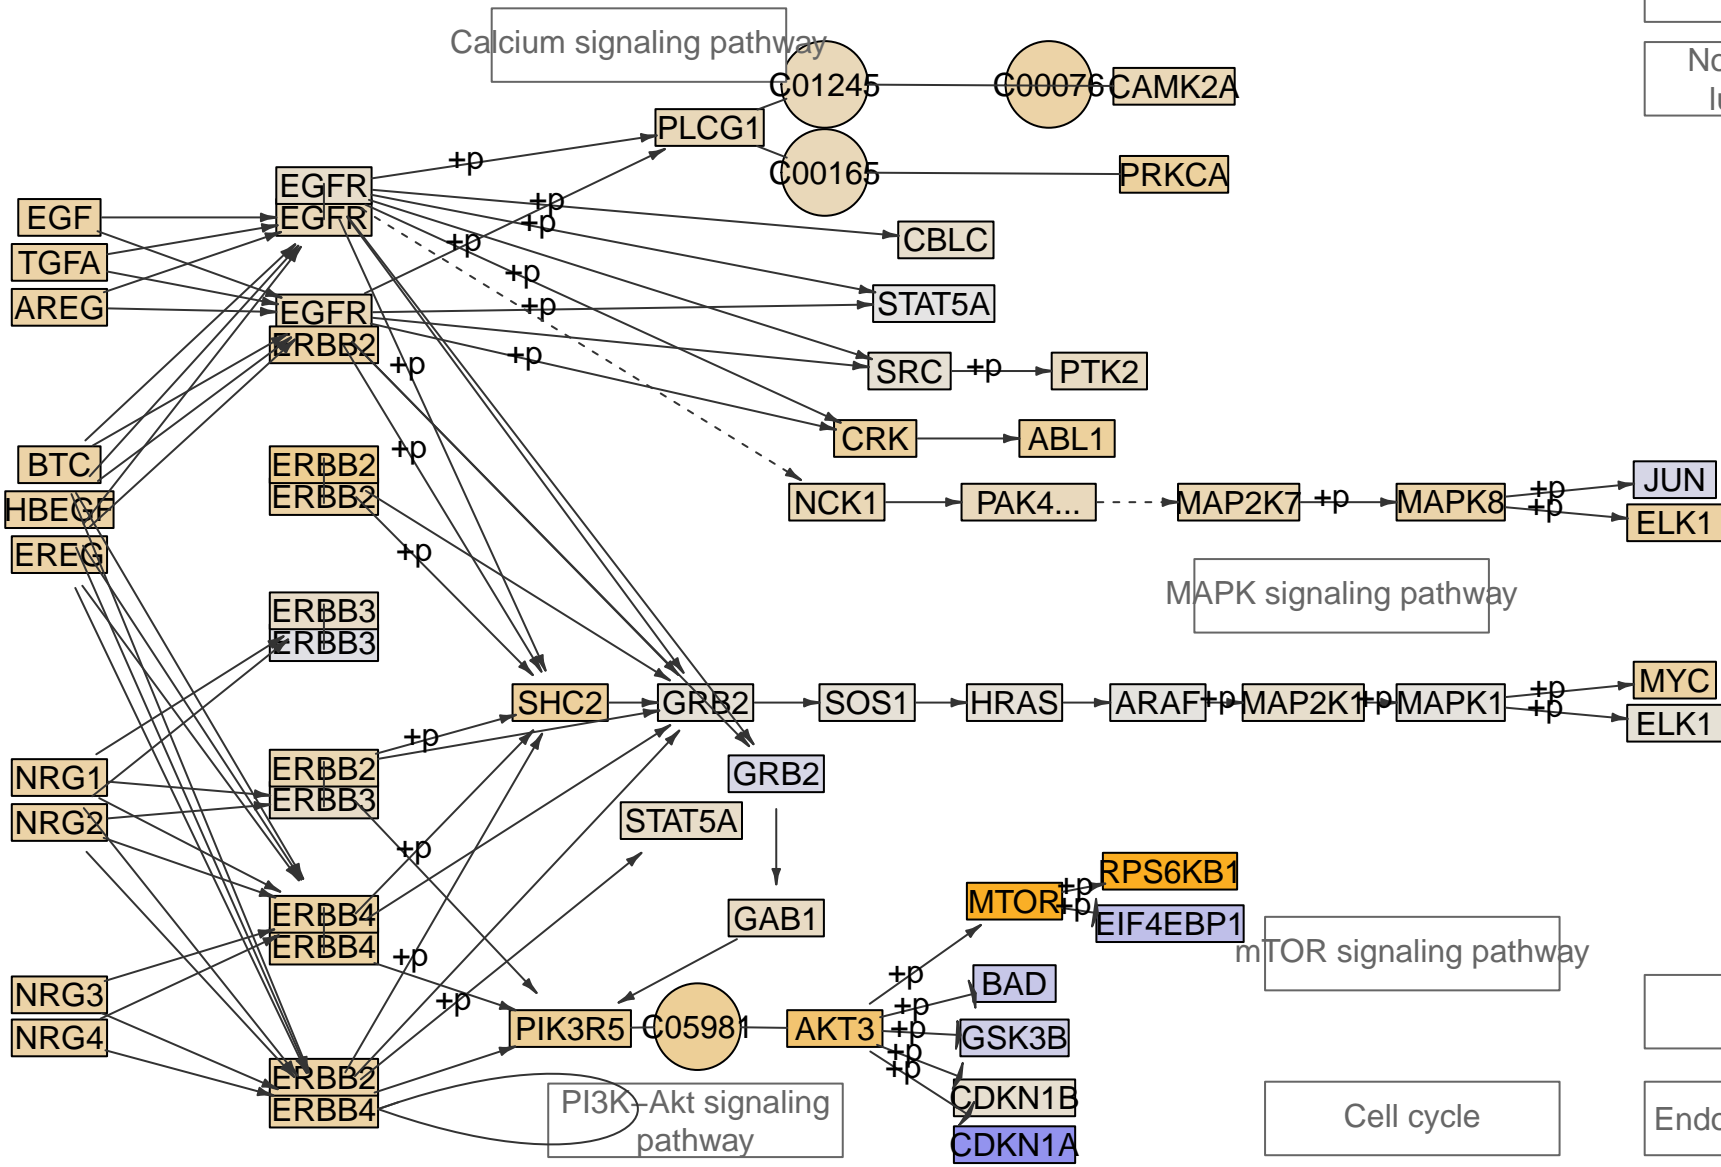 Calcium signaling pathway
C01245
C00076
CAMK2A
PLCG1
+p
C00165
PRKCA
EGFR
EGFR
EGF
TGFA
AREG
+p
+p
+p
+p
+p
+p
+p
CBLC
STAT5A
EGFR
ERBB2
SRC
+p
PTK2
CRK
ABL1
BTC
HBEGF
EREG
ERBB2
ERBB2
+p
+p
NCK1
PAK4...
MAP2K7
+p
MAPK8
+p
+p
JUN
ELK1
MAPK signaling pathway
ERBB3
ERBB3
SHC2
GRB2
SOS1
HRAS
ARAF
+p
MAP2K1
+p
MAPK1
+p
+p
MYC
ELK1
NRG1
NRG2
ERBB2
ERBB3
+p
GRB2
STAT5A
+p
GAB1
ERBB4
ERBB4
+p
+p
MTOR
+p
+p
RPS6KB1
EIF4EBP1
mTOR signaling pathway
NRG3
NRG4
PIK3R5
C05981
AKT3
+p
+p
+p
+p
+p
BAD
GSK3B
CDKN1B
CDKN1A
ERBB2
ERBB4
PI3K−Akt signaling
pathway
Cell cycle